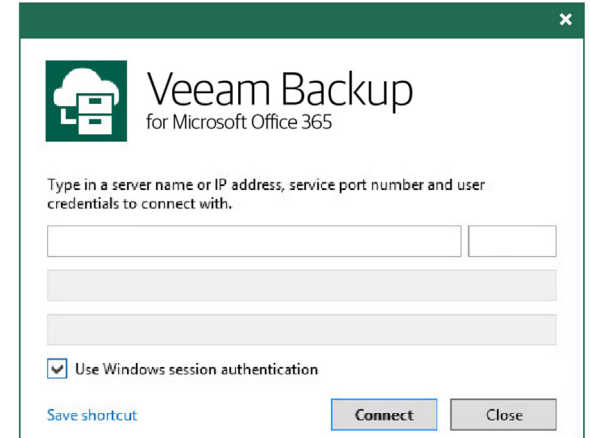 Veeam Backup
for Microsoft Office 365
Type in a server name or IP address, service port number and user
credentials to connect with.
Use Windows session authentication
Save shortcut
Connect
Close